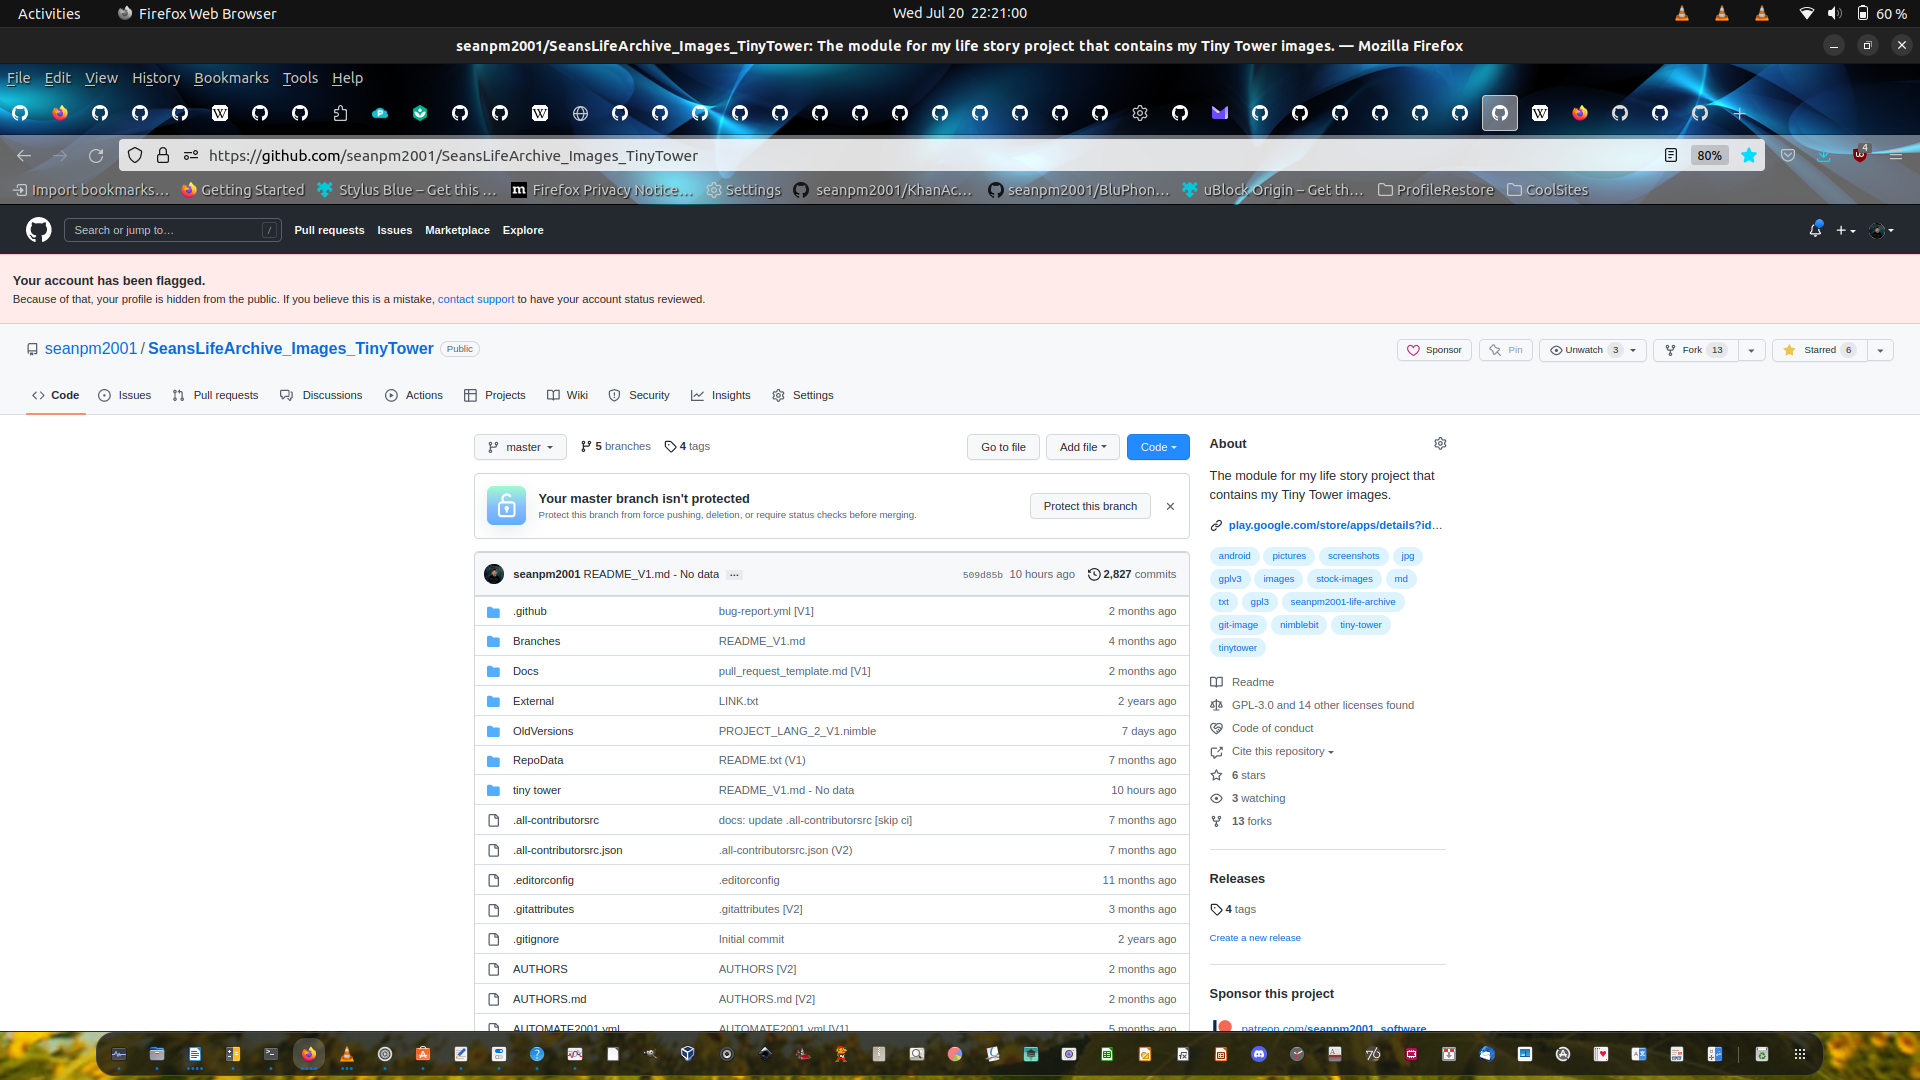 Activities
Firefox Web Browser
Wed Jul 20 22:21:00
60 %
seanpm2001/SeansLifeArchive_Images_TinyTower: The module for my life story project that contains my Tiny Tower images. — Mozilla Firefox
File Edit View History Bookmarks Tools Help
https://github.com/seanpm2001/SeansLifeArchive_Images_TinyTower
80%
4
Import bookmarks…
Getting Started
Stylus Blue – Get this …
Firefox Privacy Notice…
Settings
seanpm2001/KhanAc…
seanpm2001/BluPhon…
uBlock Origin – Get th…
ProfileRestore
CoolSites
Search or jump to…
/
Pull requests Issues Marketplace Explore
Your account has been flagged.
Because of that, your profile is hidden from the public. If you believe this is a mistake, contact support to have your account status reviewed.
seanpm2001 / SeansLifeArchive_Images_TinyTower Public
Sponsor
Pin
Unwatch 3
Fork 13
Starred 6
Code Issues Pull requests Discussions Actions Projects Wiki Security Insights Settings
master 5 branches 4 tags
Go to file Add file Code
Your master branch isn't protected
Protect this branch from force pushing, deletion, or require status checks before merging.
Protect this branch
seanpm2001 README_V1.md - No data … 509d85b 10 hours ago 2,827 commits
.github bug-report.yml [V1] 2 months ago
Branches README_V1.md 4 months ago
Docs pull_request_template.md [V1] 2 months ago
External LINK.txt 2 years ago
OldVersions PROJECT_LANG_2_V1.nimble 7 days ago
RepoData README.txt (V1) 7 months ago
tiny tower README_V1.md - No data 10 hours ago
.all-contributorsrc docs: update .all-contributorsrc [skip ci] 7 months ago
.all-contributorsrc.json .all-contributorsrc.json (V2) 7 months ago
.editorconfig .editorconfig 11 months ago
.gitattributes .gitattributes [V2] 3 months ago
.gitignore Initial commit 2 years ago
AUTHORS AUTHORS [V2] 2 months ago
AUTHORS.md AUTHORS.md [V2] 2 months ago
AUTOMATE2001.yml AUTOMATE2001.yml [V1] 5 months ago
About
The module for my life story project that
contains my Tiny Tower images.
play.google.com/store/apps/details?id…
android pictures screenshots jpg
gplv3 images stock-images md
txt gpl3 seanpm2001-life-archive
git-image nimblebit tiny-tower
tinytower
Readme
GPL-3.0 and 14 other licenses found
Code of conduct
Cite this repository
6 stars
3 watching
13 forks
Releases
4 tags
Create a new release
Sponsor this project
patreon.com/seanpm2001_software